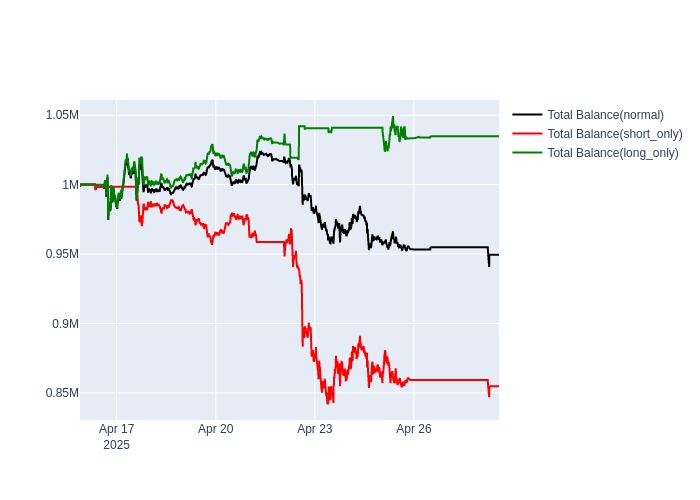 1.05M
1M
0.95M
0.9M
0.85M
Apr 17
2025
Apr 20
Apr 23
Apr 26
Total Balance(normal)
Total Balance(short_only)
Total Balance(long_only)